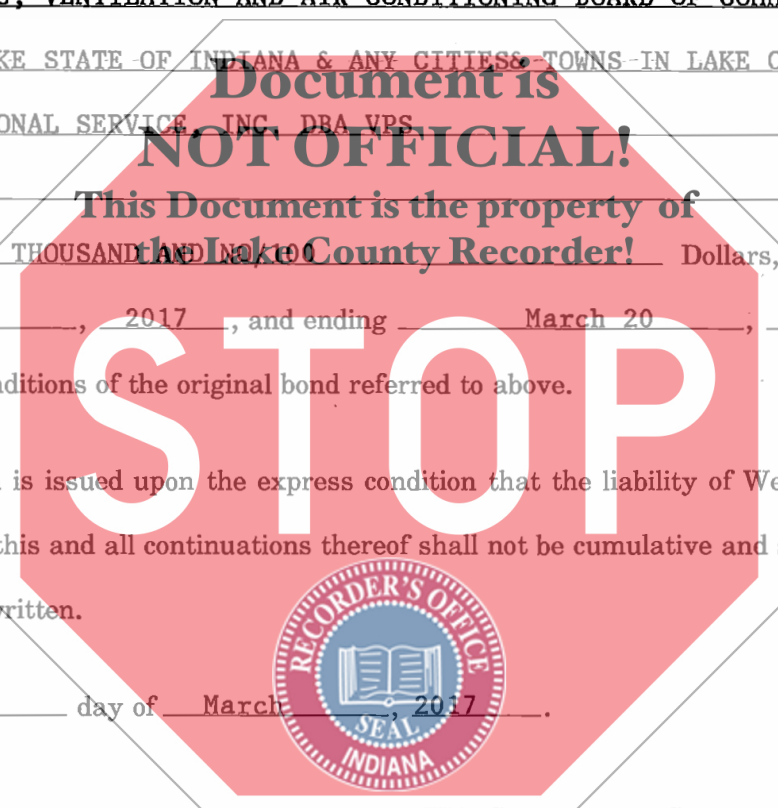 VENTILATION AND AIR CONDITIONING BOARD OF
STATE OF INDIANA & ANY CITIES& TOWNS IN LAKE
Document is
ONAL SERVICE, INC. DBA VPS
NOT OFFICIAL!
This Document is the property of
the Lake County Recorder!
THOUSAND AND NO/100 Dollars,
, 2017 , and ending March 20 ,
STOP
nditions of the original bond referred to above.
is issued upon the express condition that the liability of We
this and all continuations thereof shall not be cumulative and
written.
RECORDER'S OFFICE
SEAL
INDIANA
day of March , 2017 .